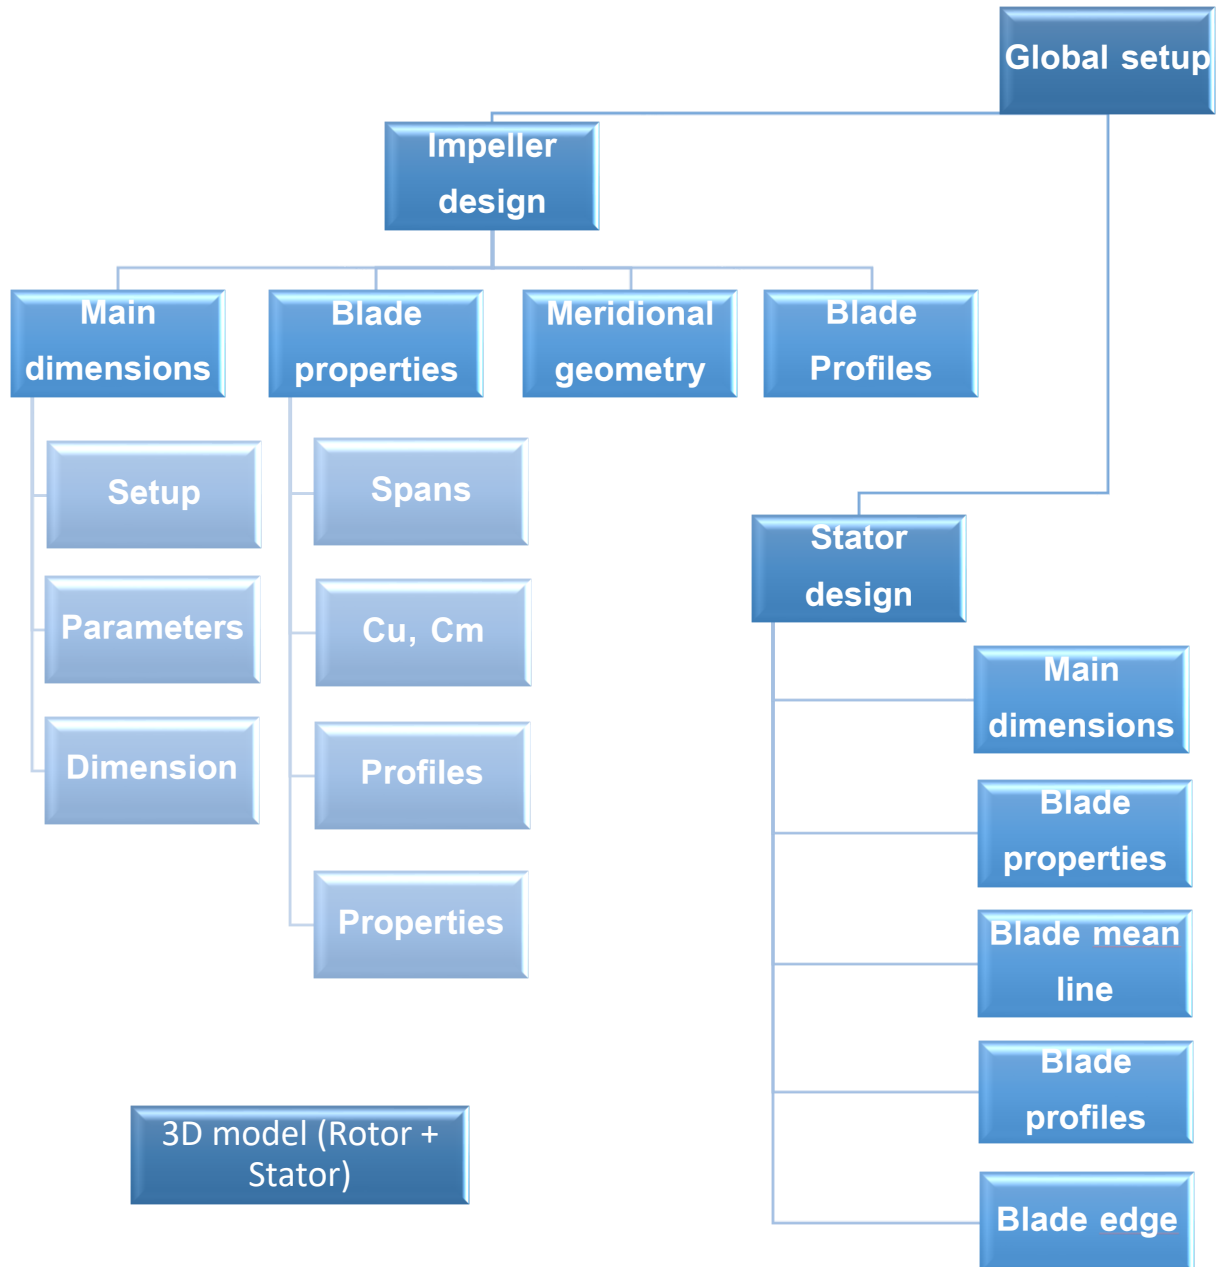 Global setup
Impeller
design
Main
dimensions
Blade
properties
Meridional
geometry
Blade
Profiles
Setup
Parameters
Dimension
Spans
Cu, Cm
Profiles
Properties
Stator
design
Main
dimensions
Blade
properties
Blade mean
line
Blade
profiles
Blade edge
3D model (Rotor +
Stator)